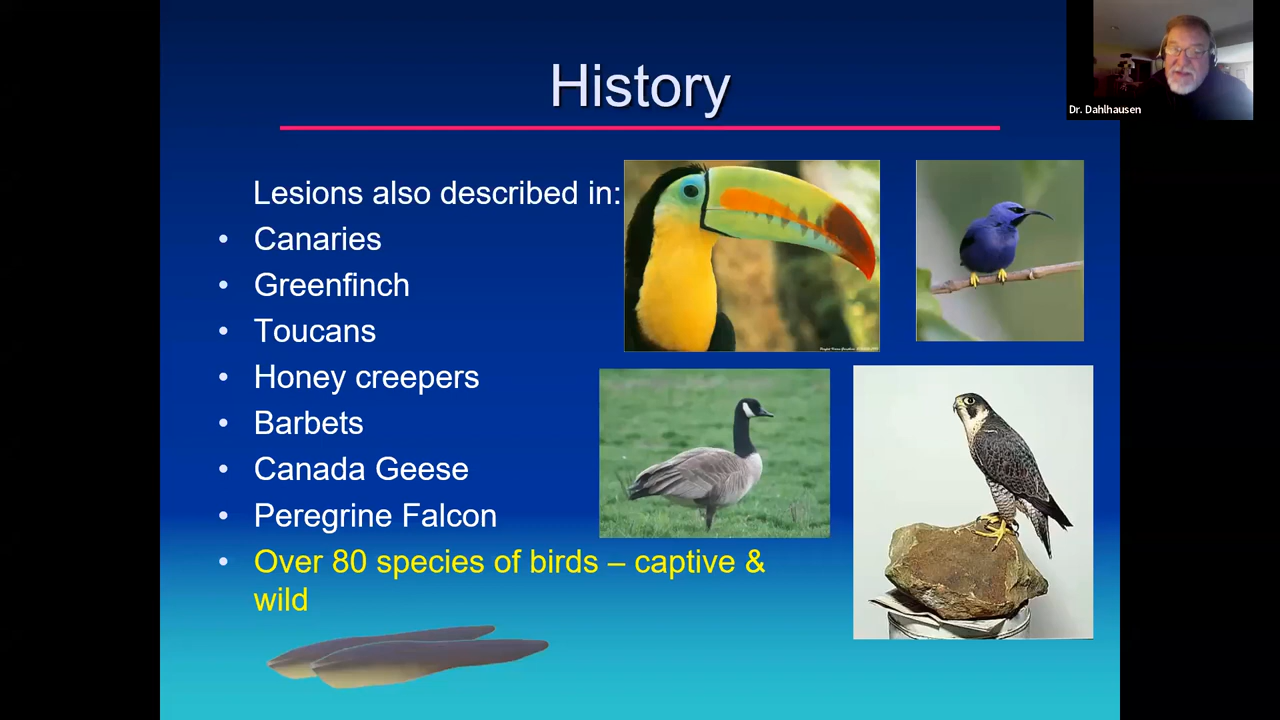 History
Dr. Dahlhausen
Lesions also described in:
• Canaries
• Greenfinch
• Toucans
• Honey creepers
• Barbets
• Canada Geese
• Peregrine Falcon
• Over 80 species of birds – captive &
wild